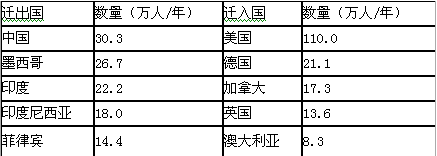 迁出国 数量（万人/年） 迁入国 数量（万人/年）
中国 30.3 美国 110.0
墨西哥 26.7 德国 21.1
印度 22.2 加拿大 17.3
印度尼西亚 18.0 英国 13.6
菲律宾 14.4 澳大利亚 8.3